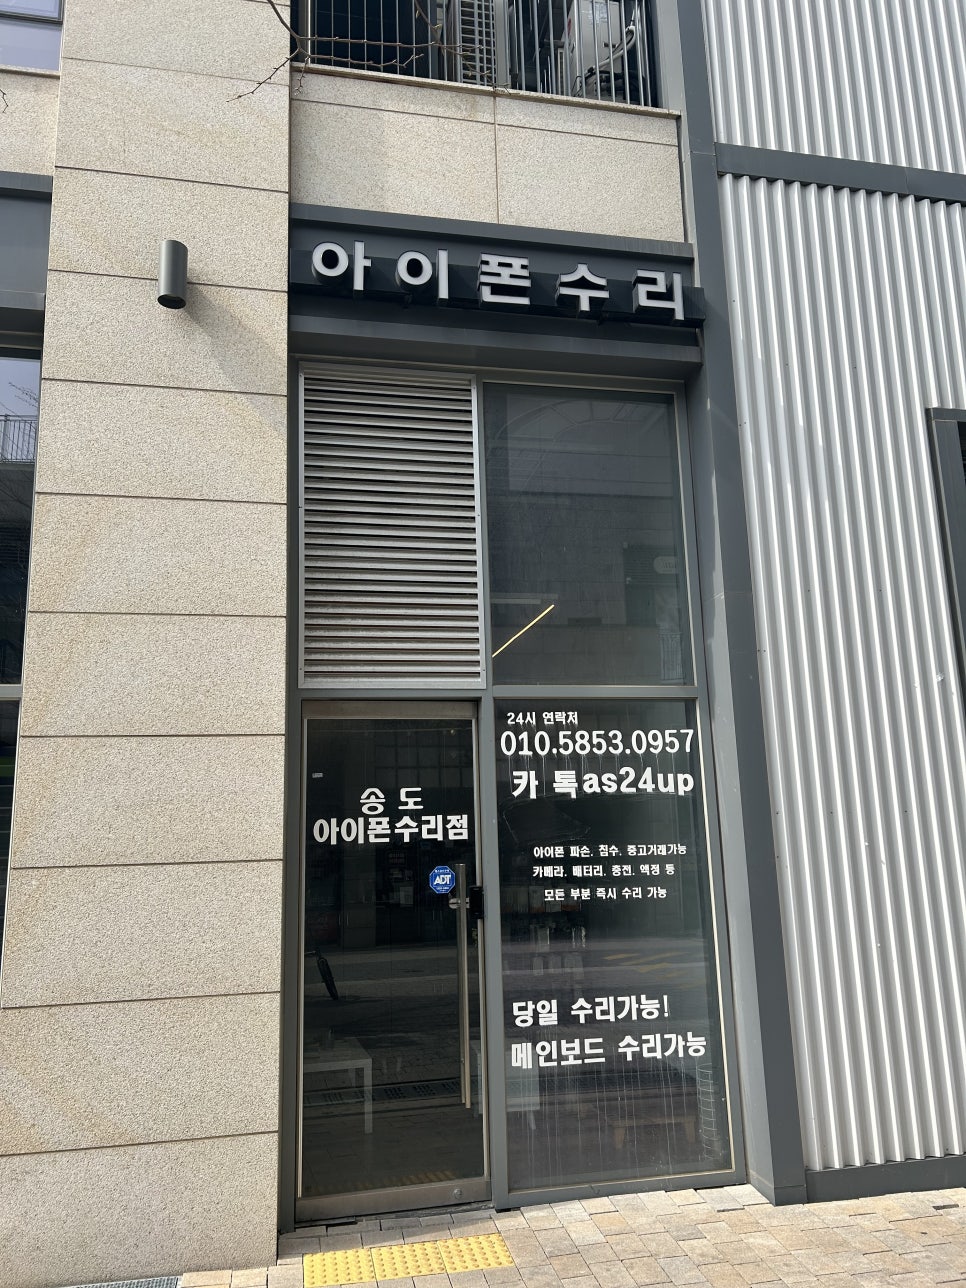 아이폰수리
24시 연락처
010.5853.0957
카 톡as24up
송 도
아이폰수리점
ADT
아이폰 파손. 침수. 중고거래가능
카메라. 배터리. 충전. 액정 등
모든 부분 즉시 수리 가능
당일 수리가능!
메인보드 수리가능